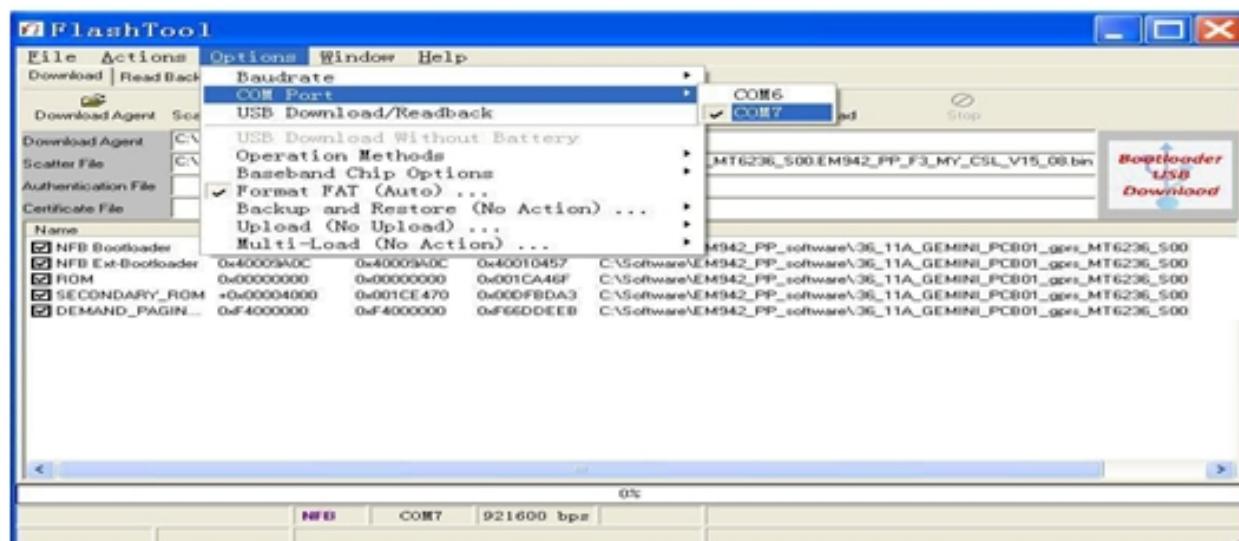 FlashTool
File Actions Options Window Help
Download Read Back
Baudrate
COM Port
COM6
USB Download/Readback
COM7
Download Agent
Stop
USB Download Without Battery
Download Agent C:\
Operation Methods
Scatter File C:\
_MT6236_S00.EM942_PP_F3_MY_CSL_V15_08.bin
Bootloader
USB
Download
Baseband Chip Options
Authentication File
Format FAT (Auto) ...
Certificate File
Backup and Restore (No Action) ...
Upload (No Upload) ...
Name
Multi-Load (No Action) ...
NFB Bootloader M942_PP_software\36_11A_GEMINI_PCB01_gprs_MT6236_S00
NFB Ext-Bootloader 0x40009A0C 0x40009A0C 0x40010457 C:\Software\EM942_PP_software\36_11A_GEMINI_PCB01_gprs_MT6236_S00
ROM 0x00000000 0x00000000 0x001CA46F C:\Software\EM942_PP_software\36_11A_GEMINI_PCB01_gprs_MT6236_S00
SECONDARY_ROM +0x00004000 0x001CE470 0x00DFBDA3 C:\Software\EM942_PP_software\36_11A_GEMINI_PCB01_gprs_MT6236_S00
DEMAND_PAGIN... 0xF4000000 0xF4000000 0xF66DDEEB C:\Software\EM942_PP_software\36_11A_GEMINI_PCB01_gprs_MT6236_S00
0%
NFB COM7 921600 bps